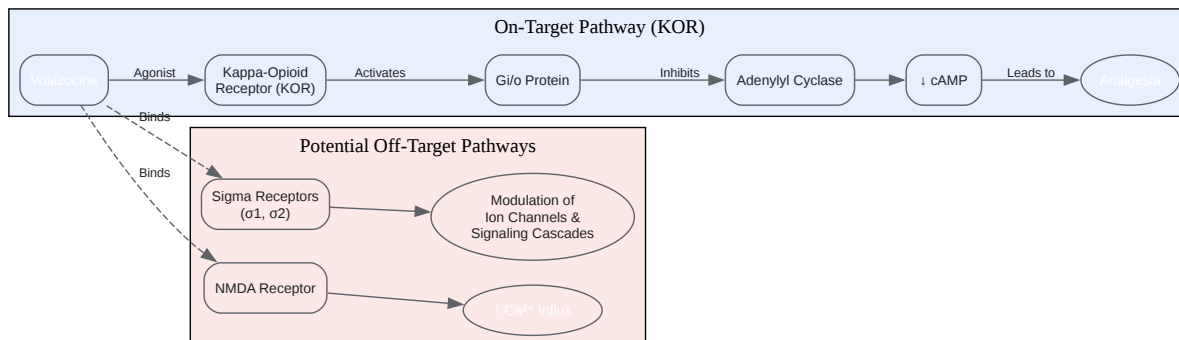 On-Target Pathway (KOR)
Volazocine
Agonist
Kappa-Opioid
Receptor (KOR)
Activates
Gi/o Protein
Inhibits
Adenylyl Cyclase
↓ cAMP
Leads to
Analgesia
Binds
Binds
Potential Off-Target Pathways
Sigma Receptors
(σ1, σ2)
Modulation of
Ion Channels &
Signaling Cascades
NMDA Receptor
↑ Ca²⁺ Influx